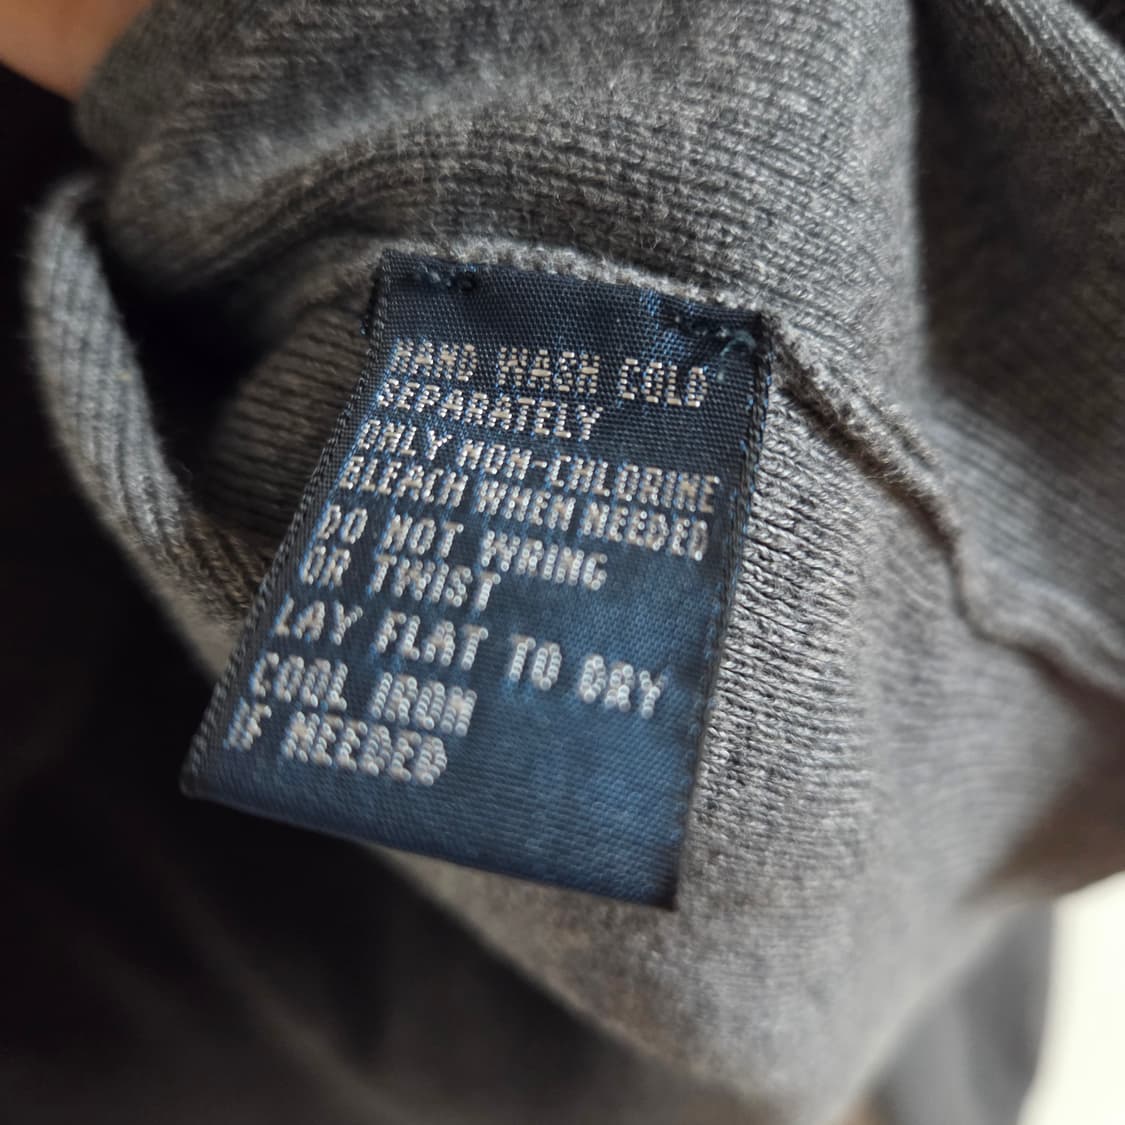 HAND WASH COLD
SEPARATELY
ONLY NON-CHLORINE
BLEACH WHEN NEEDED
DO NOT WRING
OR TWIST
LAY FLAT TO DRY
COOL IRON
IF NEEDED